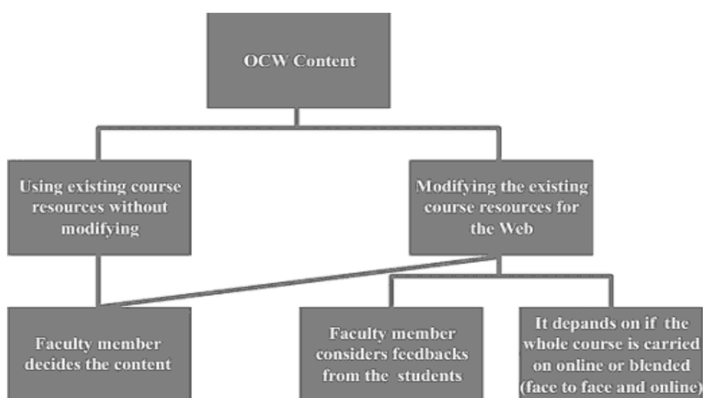 OCW Content
Using existing course
resources without
modifying
Modifying the existing
course resources for
the Web
Faculty member
decides the content
Faculty member
considers feedbacks
from the students
It depends on if the
whole course is carried
on online or blended
(face to face and online)